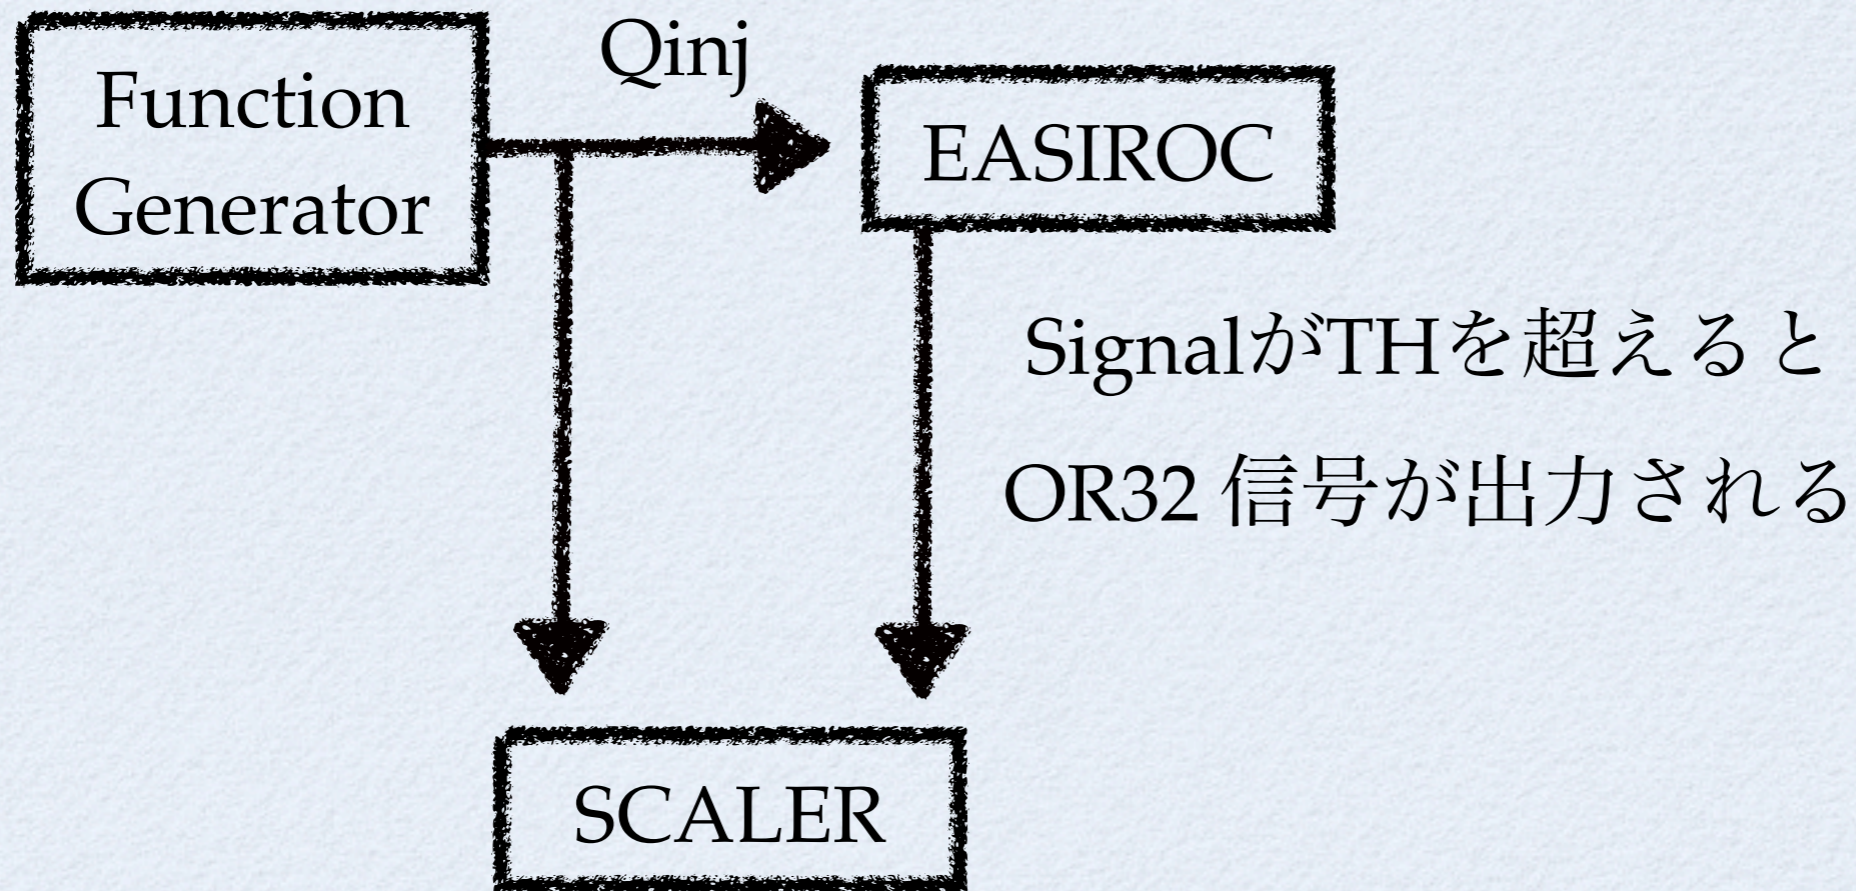 Function
Generator
Qinj
EASIROC
SignalがTHを超えると
OR32 信号が出力される
SCALER